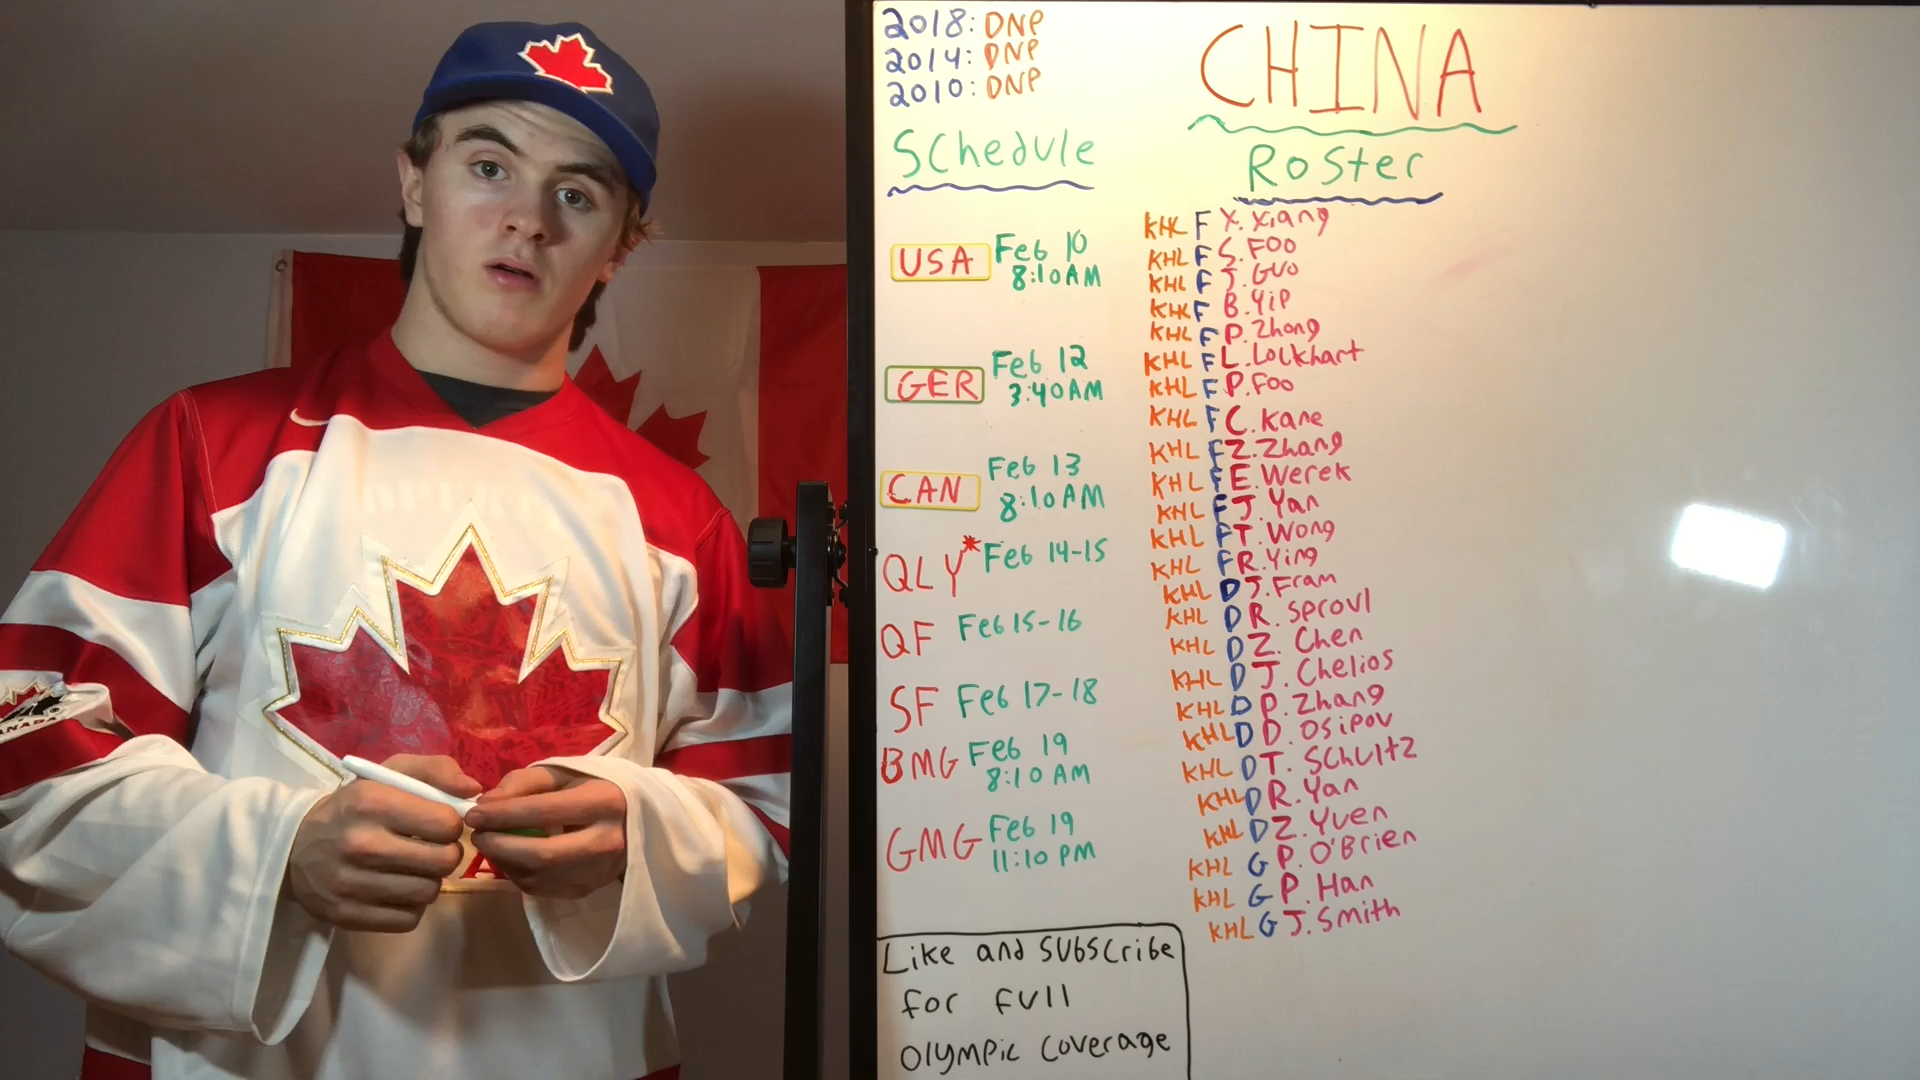 2018: DNP
2014: DNP
2010: DNP
CHINA
Schedule
Roster
USA Feb 10
8:10AM
GER Feb 12
3:40AM
CAN Feb 13
8:10AM
QLY* Feb 14-15
QF Feb 15-16
SF Feb 17-18
BMG Feb 19
8:10 AM
GMG Feb 19
11:10 PM
KHL F X. Xiang
KHL F S. Foo
KHL F J. Guo
KHL F B. Yip
KHL F P. Zhong
KHL F L. Lockhart
KHL F P. Foo
KHL F C. Kane
KHL F Z. Zhang
KHL F E. Werek
KHL F J. Yan
KHL F T. Wong
KHL F R. Ying
KHL D J. Fram
KHL D R. Sproul
KHL D Z. Chen
KHL D J. Chelios
KHL D P. Zhang
KHL D D. Osipov
KHL D T. Schultz
KHL D R. Yan
KHL D Z. Yuen
KHL G P. O'Brien
KHL G P. Han
KHL G J. Smith
Like and subscribe
for full
Olympic coverage